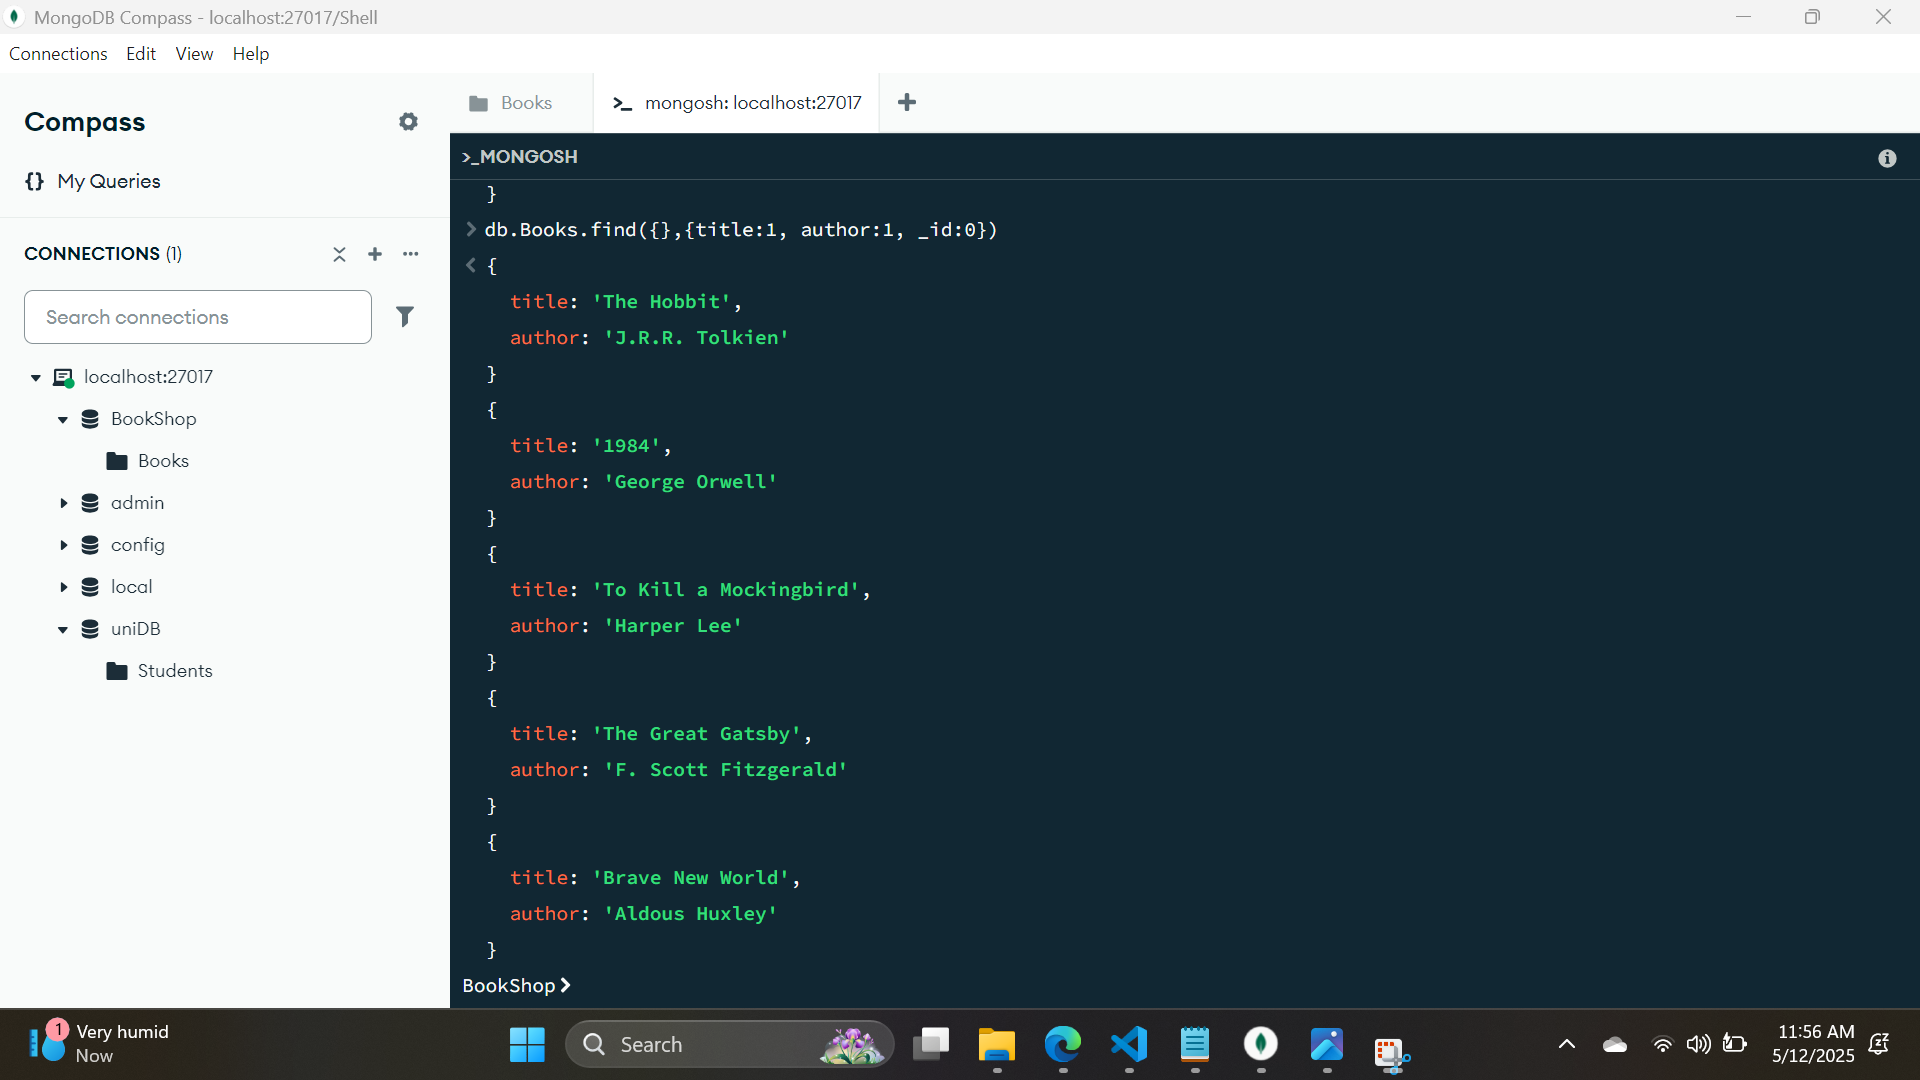 MongoDB Compass - localhost:27017/Shell
Connections Edit View Help
Compass
{} My Queries
CONNECTIONS (1)
Search connections
localhost:27017
BookShop
Books
admin
config
local
uniDB
Students
Books
>_ mongosh: localhost:27017
>_MONGOSH
}
> db.Books.find({},{title:1, author:1, _id:0})
< {
title: 'The Hobbit',
author: 'J.R.R. Tolkien'
}
{
title: '1984',
author: 'George Orwell'
}
{
title: 'To Kill a Mockingbird',
author: 'Harper Lee'
}
{
title: 'The Great Gatsby',
author: 'F. Scott Fitzgerald'
}
{
title: 'Brave New World',
author: 'Aldous Huxley'
}
BookShop>
1
Very humid
Now
Search
11:56 AM
5/12/2025